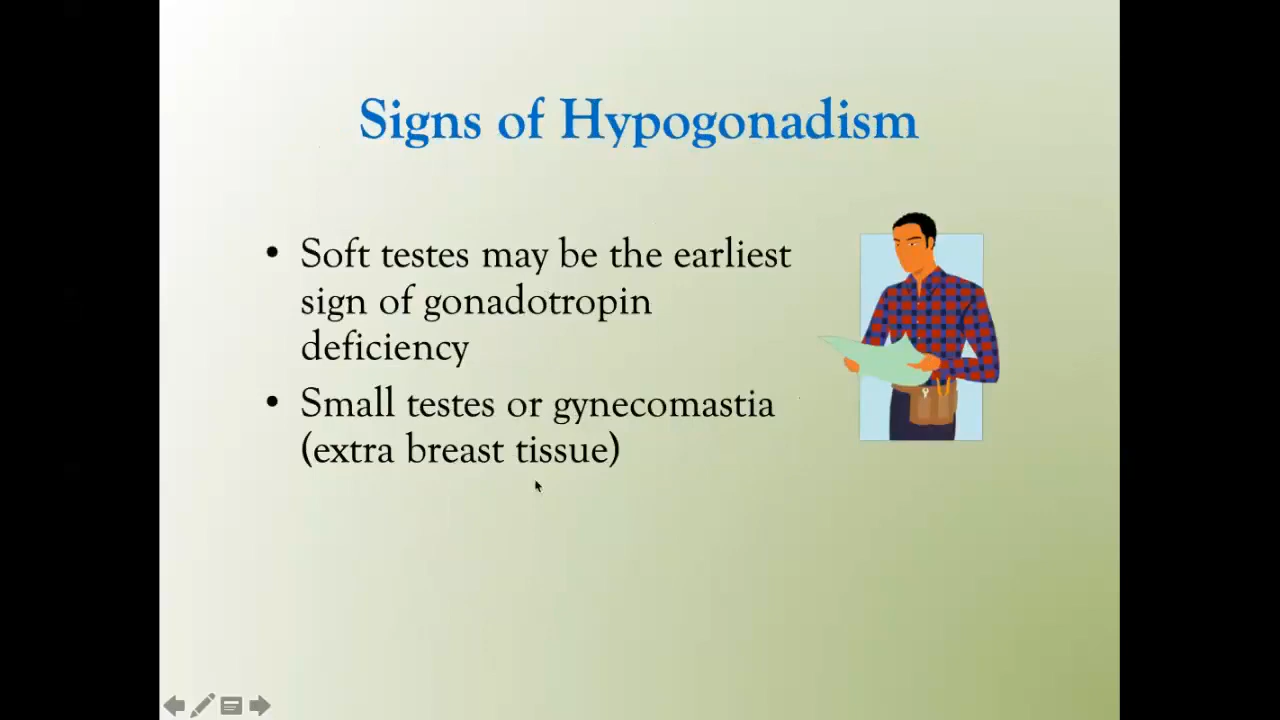 Signs of Hypogonadism
• Soft testes may be the earliest
sign of gonadotropin
deficiency
• Small testes or gynecomastia
(extra breast tissue)